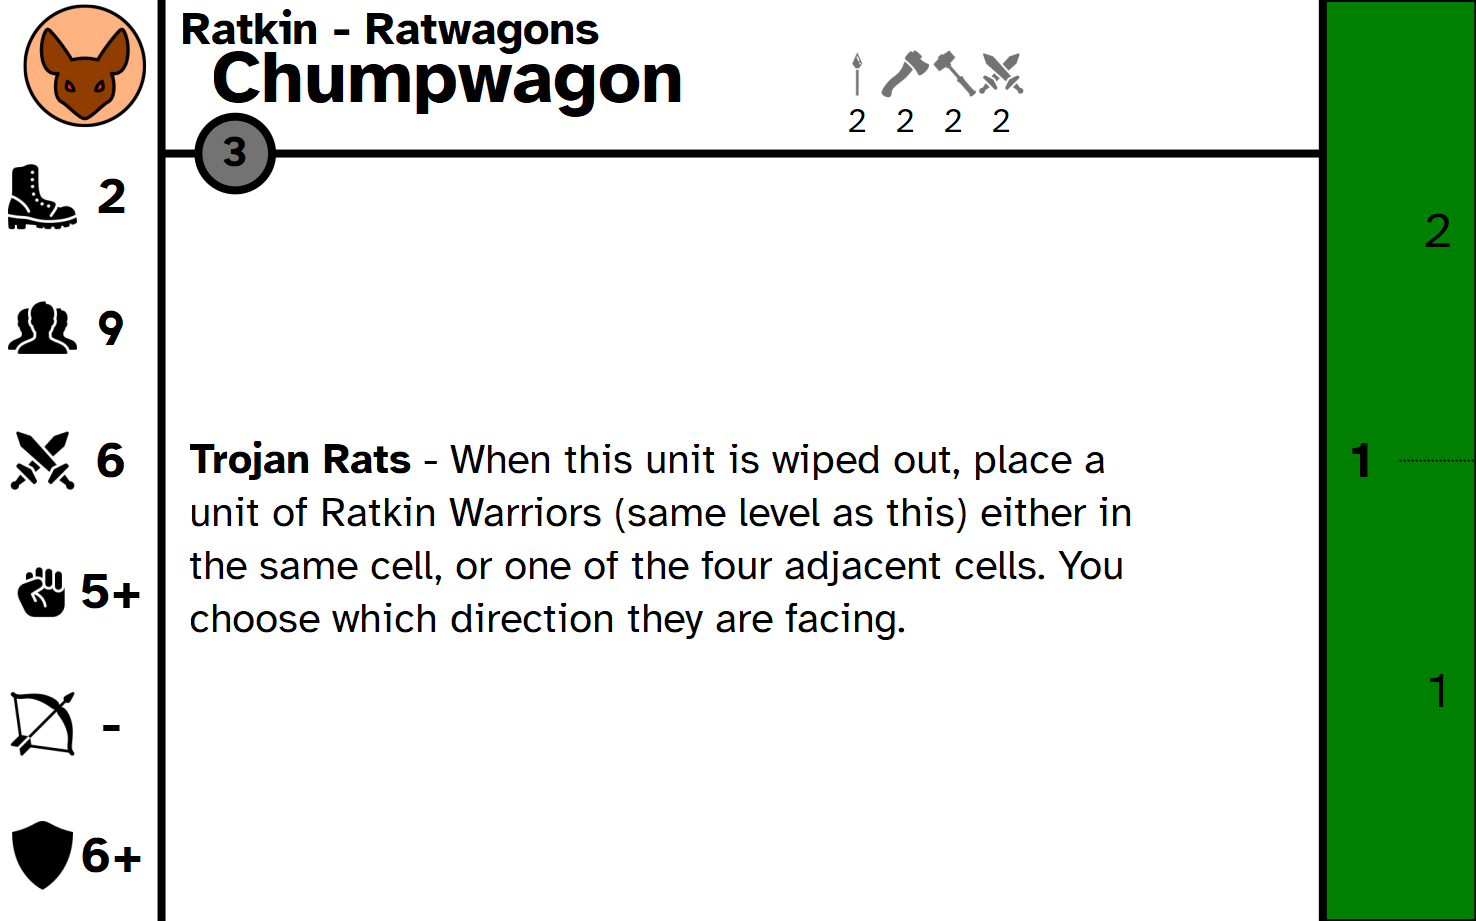 Ratkin - Ratwagons
Chumpwagon
2 2 2 2
3
2
9
6
5+
-
6+
Trojan Rats - When this unit is wiped out, place a
unit of Ratkin Warriors (same level as this) either in
the same cell, or one of the four adjacent cells. You
choose which direction they are facing.
2
1
1